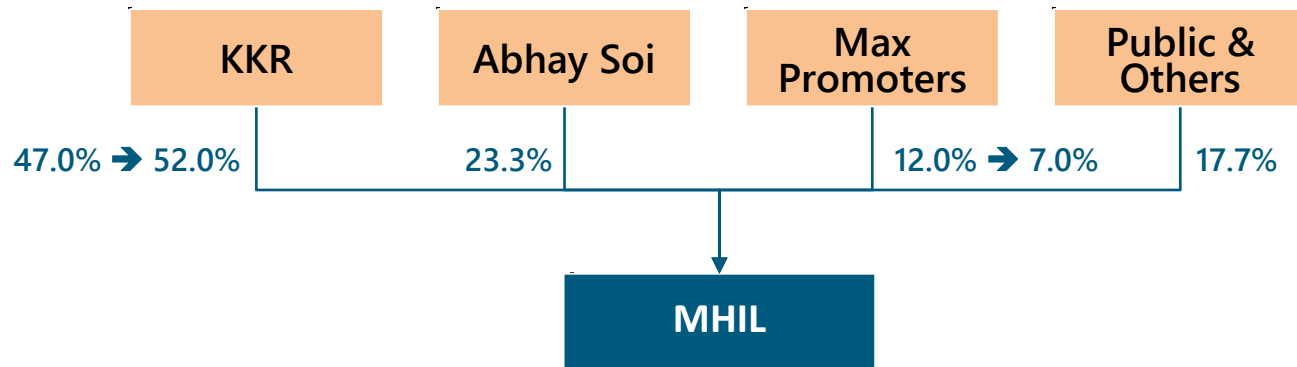 KKR
Abhay Soi
Max
Promoters
Public &
Others
47.0% ➔ 52.0%
23.3%
12.0% ➔ 7.0%
17.7%
MHIL